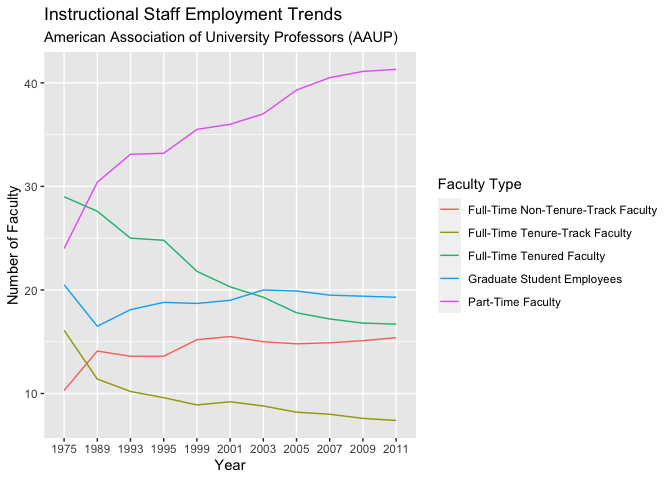 Instructional Staff Employment Trends
American Association of University Professors (AAUP)
40
30
20
10
Number of Faculty
1975 1989 1993 1995 1999 2001 2003 2005 2007 2009 2011
Year
Faculty Type
Full-Time Non-Tenure-Track Faculty
Full-Time Tenure-Track Faculty
Full-Time Tenured Faculty
Graduate Student Employees
Part-Time Faculty